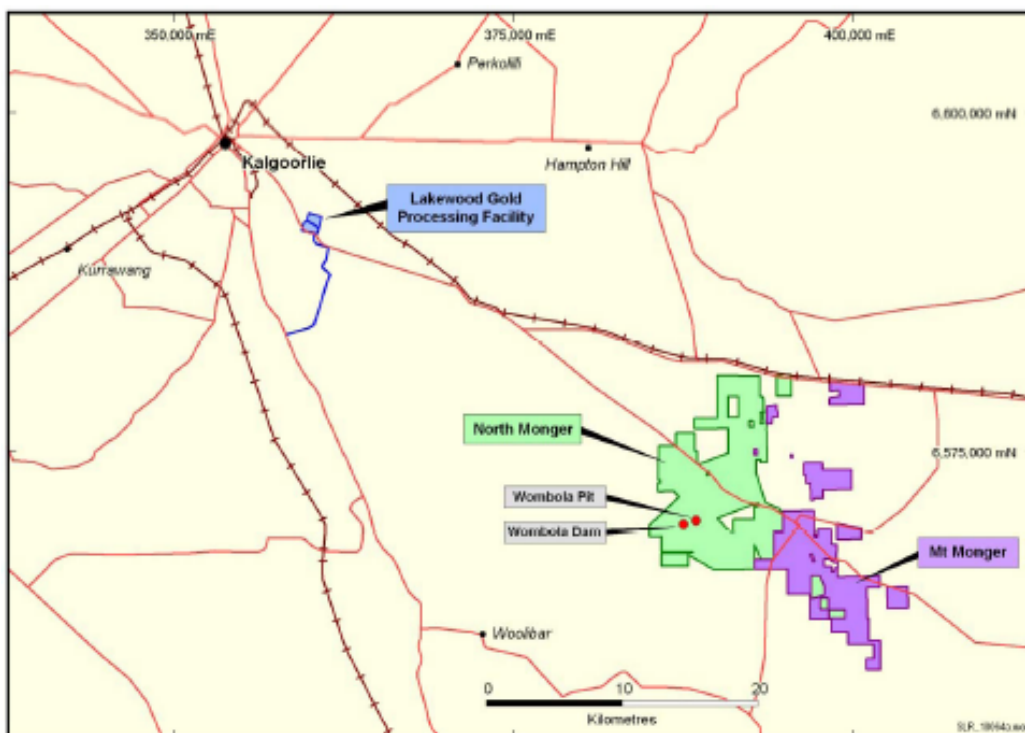 350,000 mE
375,000 mE
400,000 mE
Perkolilli
6,600,000 mN
Kalgoorlie
Hampton Hill
Lakewood Gold
Processing Facility
Kurrawang
North Monger
6,575,000 mN
Wombola Pit
Wombola Dam
Mt Monger
Woolibar
0 10 20
Kilometres